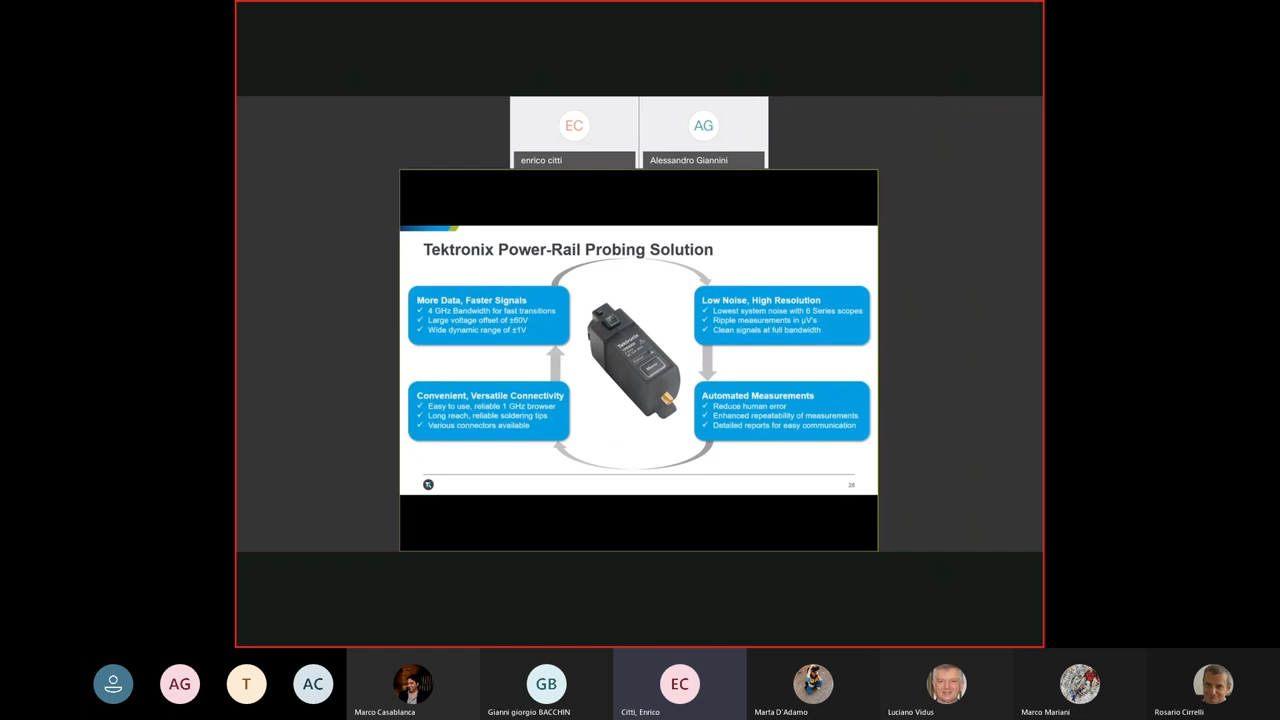 EC
AG
enrico citti
Alessandro Giannini
Tektronix Power-Rail Probing Solution
More Data, Faster Signals
✓ 4 GHz Bandwidth for fast transitions
✓ Large voltage offset of ±60V
✓ Wide dynamic range of ±1V
Low Noise, High Resolution
✓ Lowest system noise with 6 Series scopes
✓ Ripple measurements in µV's
✓ Clean signals at full bandwidth
Tektronix
Menu
Convenient, Versatile Connectivity
✓ Easy to use, reliable 1 GHz browser
✓ Long reach, reliable soldering tips
✓ Various connectors available
Automated Measurements
✓ Reduce human error
✓ Enhanced repeatability of measurements
✓ Detailed reports for easy communication
28
AG
T
AC
GB
EC
Marco Casablanca
Gianni giorgio BACCHIN
Citti, Enrico
Marta D'Adamo
Luciano Vidus
Marco Mariani
Rosario Cirrelli